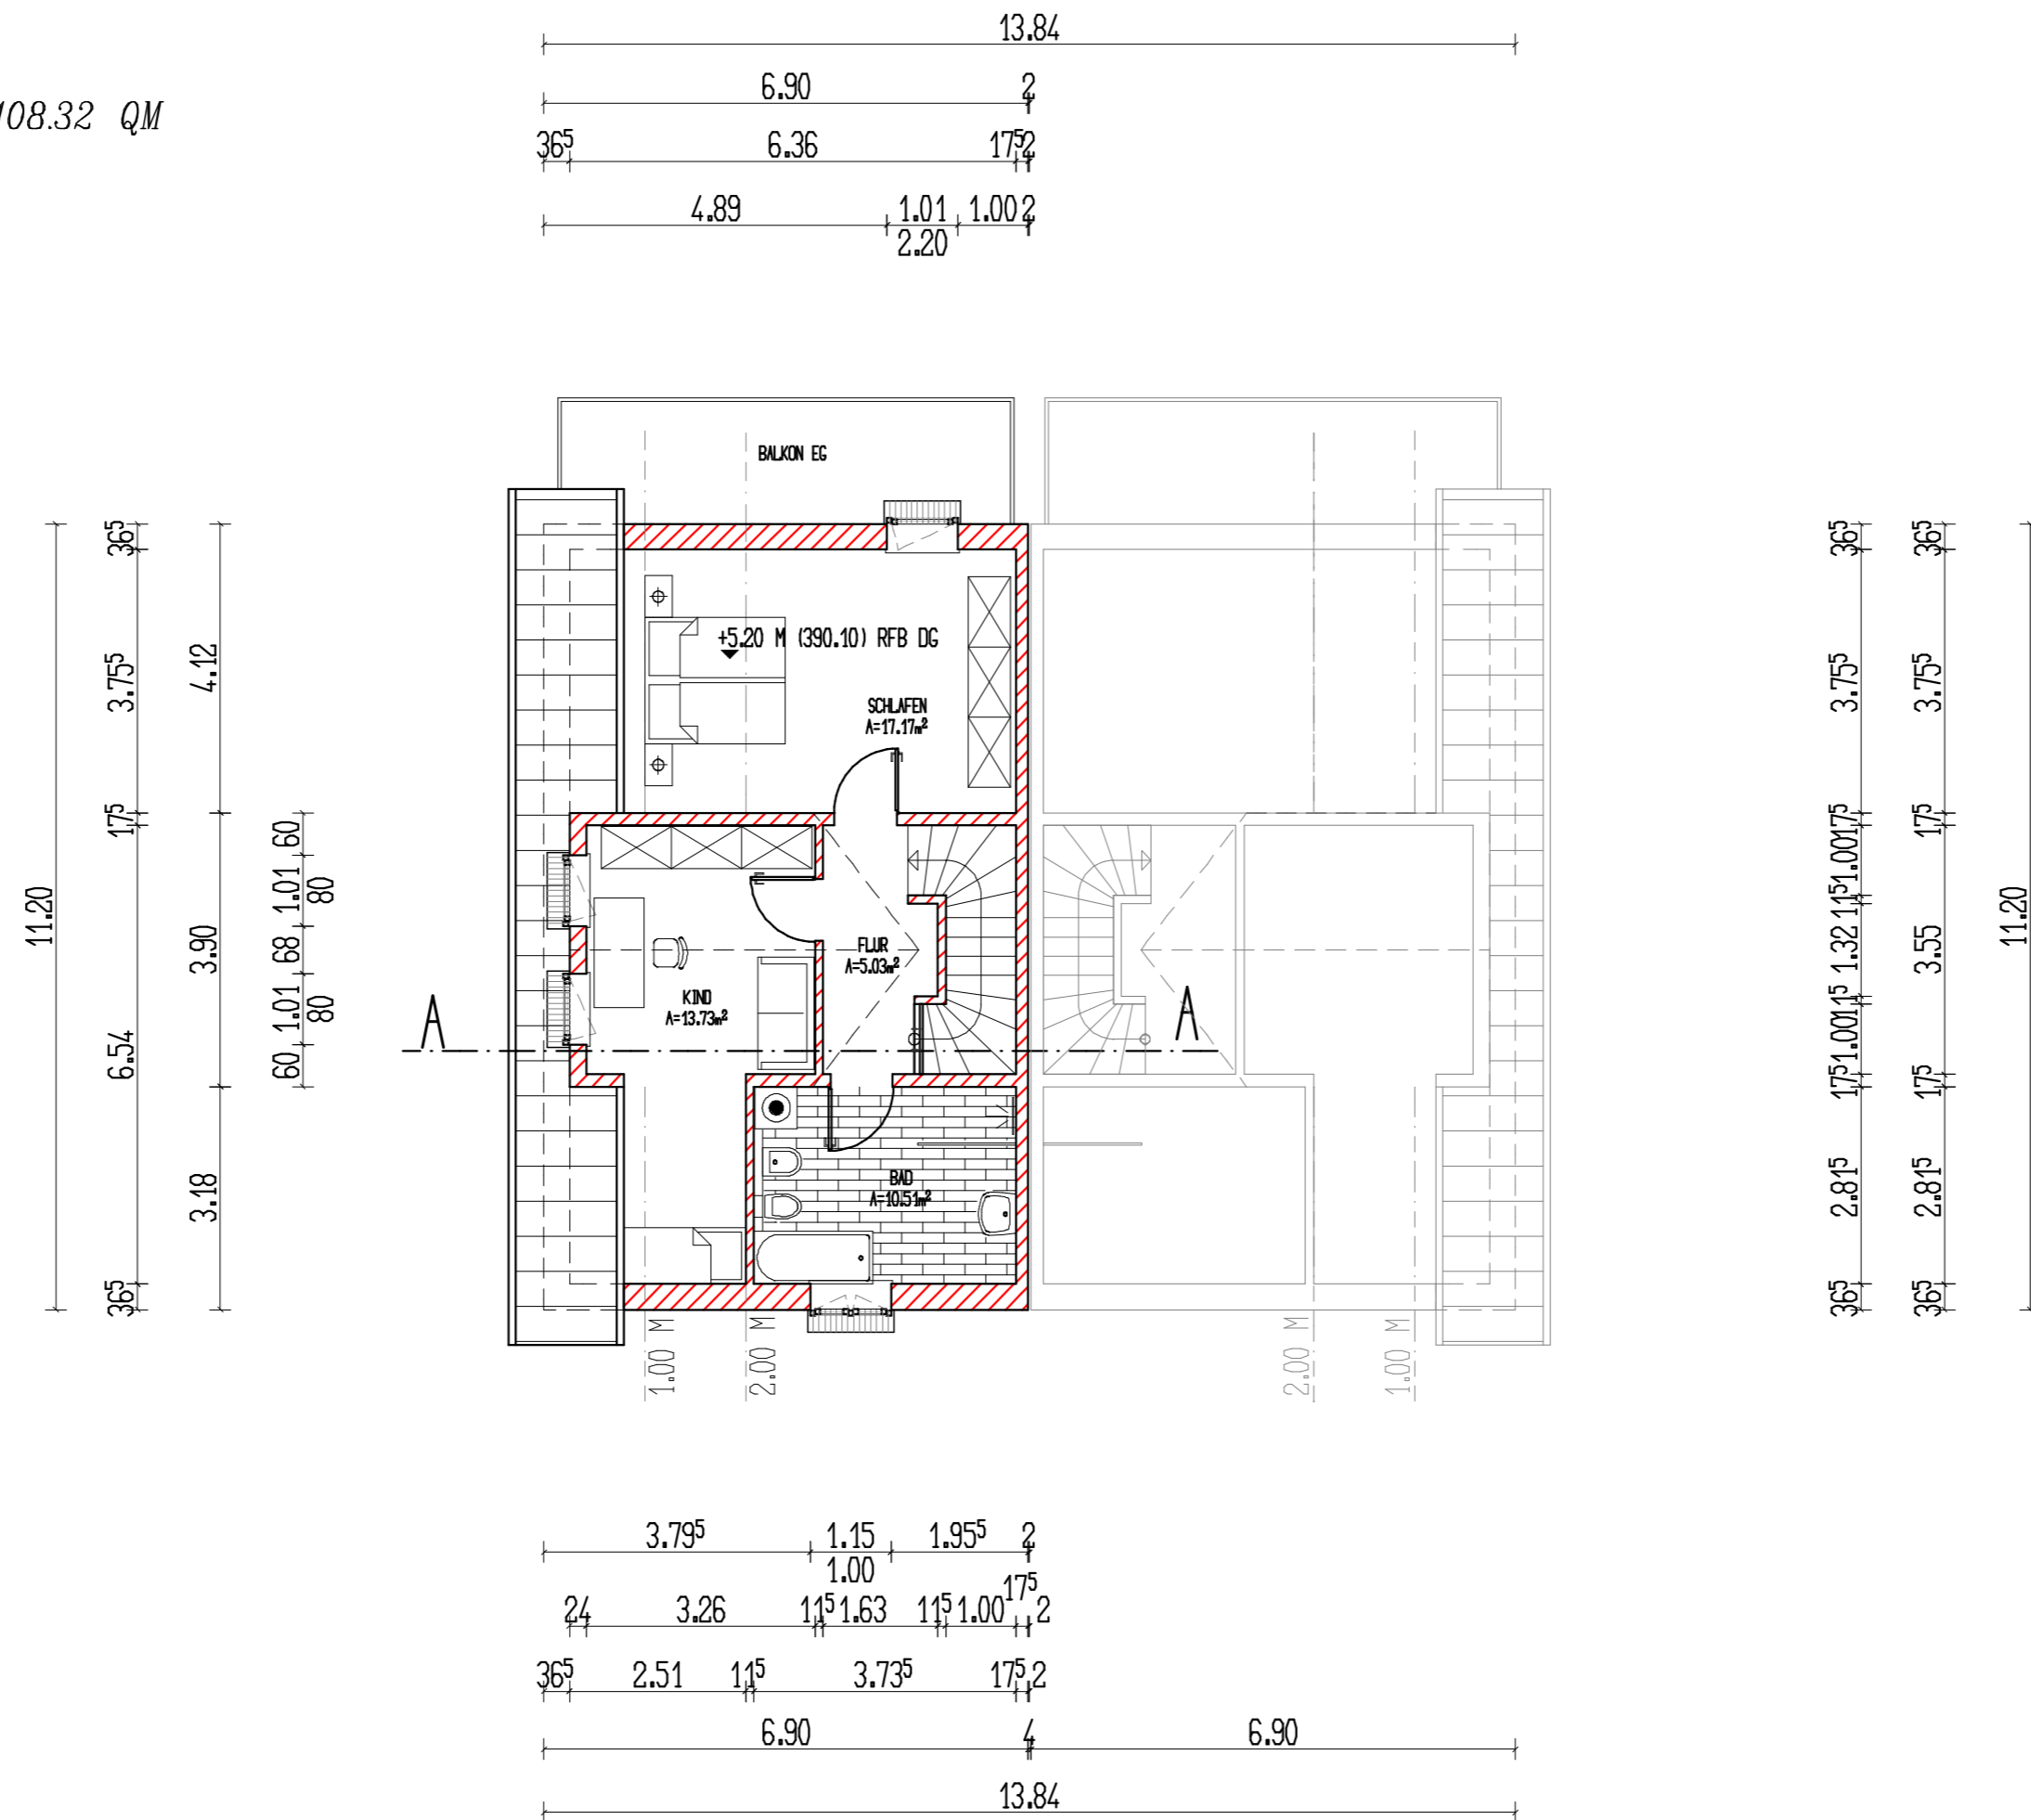 13.84
6.90 2
108.32 QM
36⁵ 6.36 17⁵ 2
4.89 1.01 1.00 2
2.20
BALKON EG
+5.20 M (390.10) RFB DG
SCHLAFEN
A=17.17m²
FLUR
A=5.03m²
KIND
A=13.73m²
A A
BAD
A=10.51m²
1.00 M
2.00 M
2.00 M
1.00 M
11.20
36⁵ 3.75⁵ 17⁵ 6.54 36⁵
4.12 3.90 3.18
60 1.01 68 1.01 60
80 80
36⁵ 3.75⁵ 17⁵ 1.00 11⁵ 1.32 11⁵ 1.00 17⁵ 2.81⁵ 36⁵
36⁵ 3.75⁵ 17⁵ 3.55 17⁵ 2.81⁵ 36⁵
11.20
3.79⁵ 1.15 1.95⁵ 2
1.00
24 3.26 11⁵ 1.63 11⁵ 1.00 17⁵ 2
36⁵ 2.51 11⁵ 3.73⁵ 17⁵ 2
6.90 4 6.90
13.84